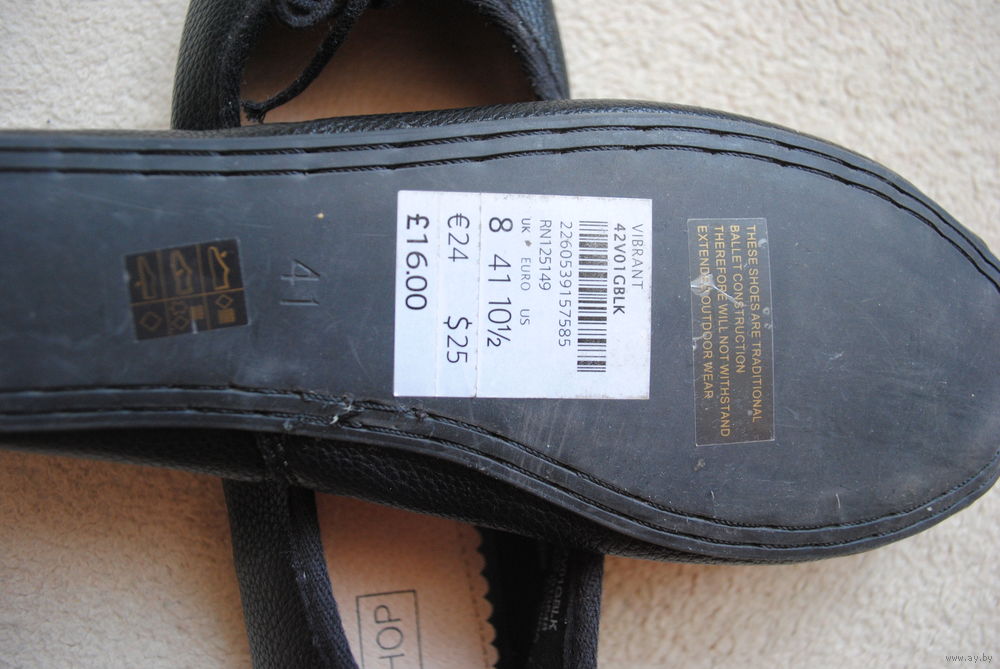 THESE SHOES ARE TRADITIONAL
BALLET CONSTRUCTION
THEREFORE WILL NOT WITHSTAND
EXTENDED OUTDOOR WEAR
VIBRANT
42V01GBLK
2260539157585
RN125149
UK EURO US
8 41 10½
€24 $25
£16.00
41
HOP
www.ay.by